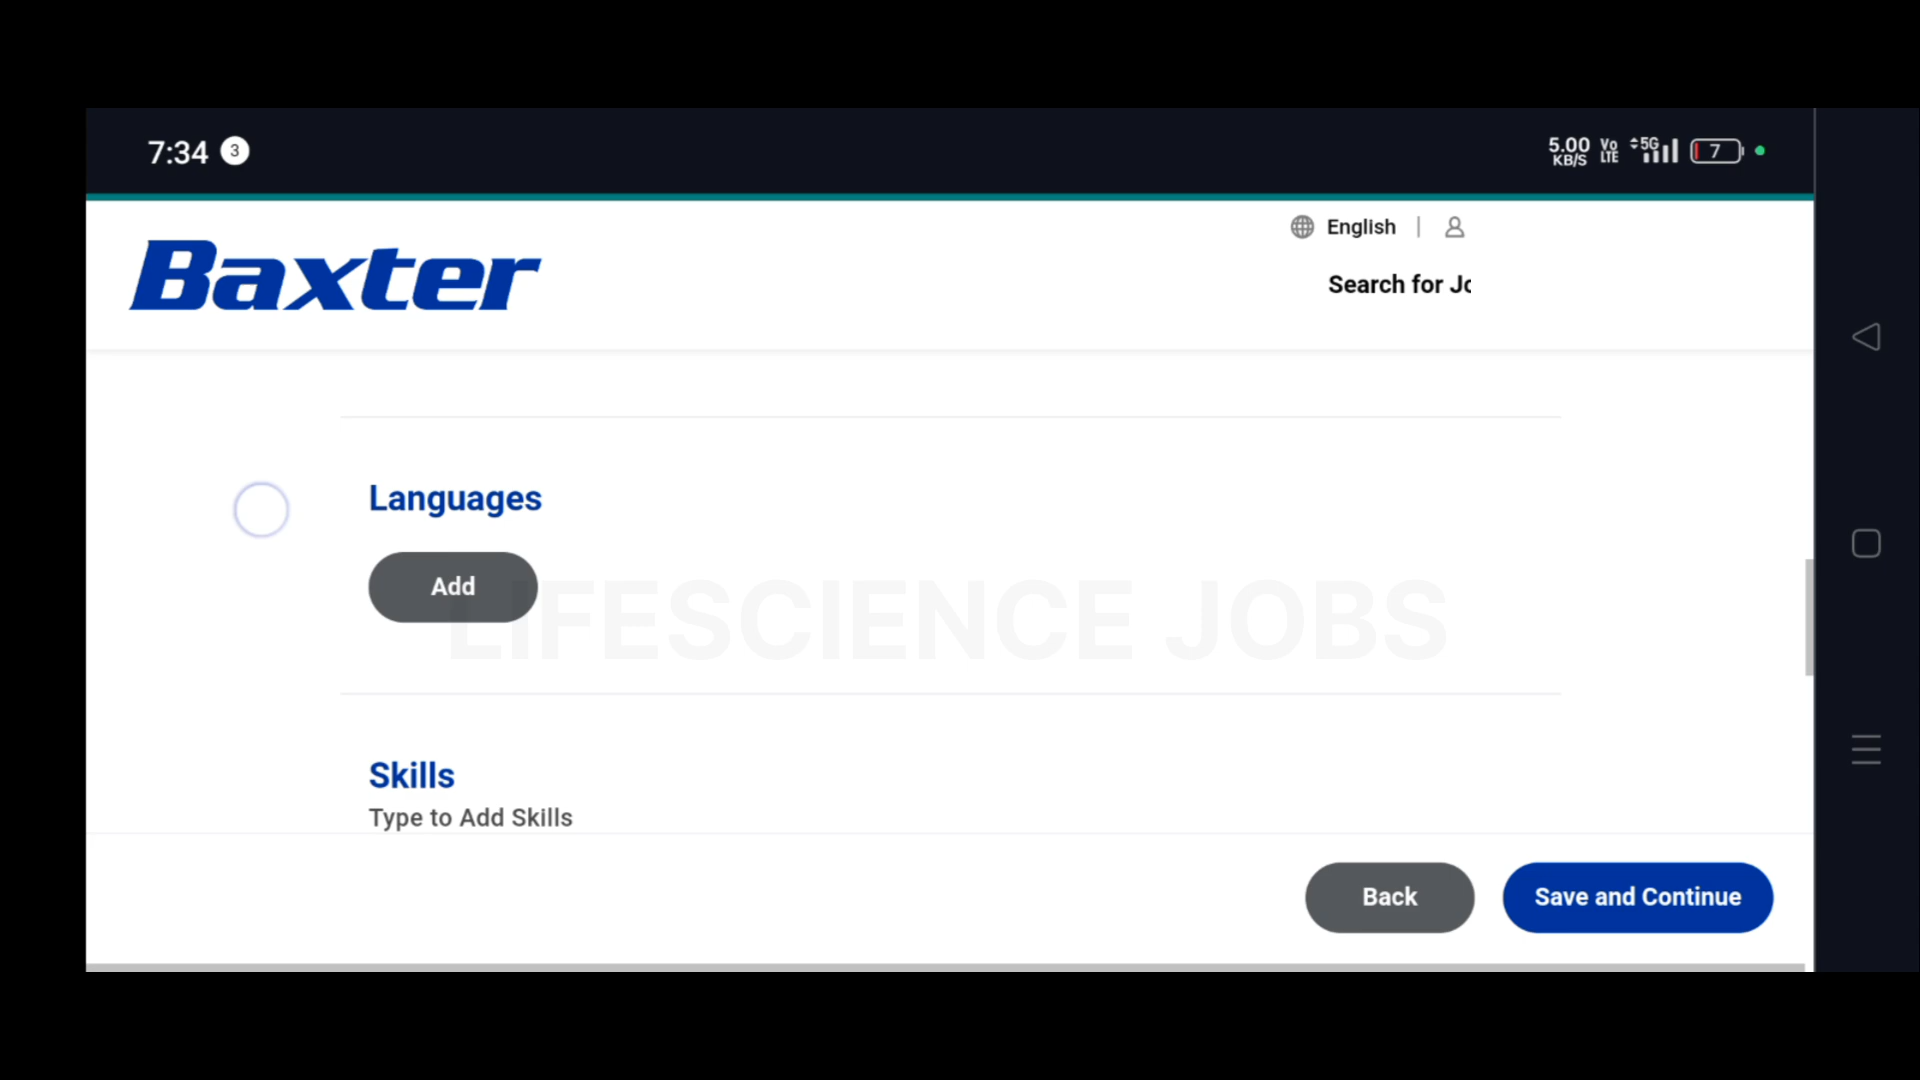 7:34 3
5.00 KB/S Vo LTE 5G 7
English
Baxter
Search for Jo
Languages
Add
LIFESCIENCE JOBS
Skills
Type to Add Skills
Back
Save and Continue